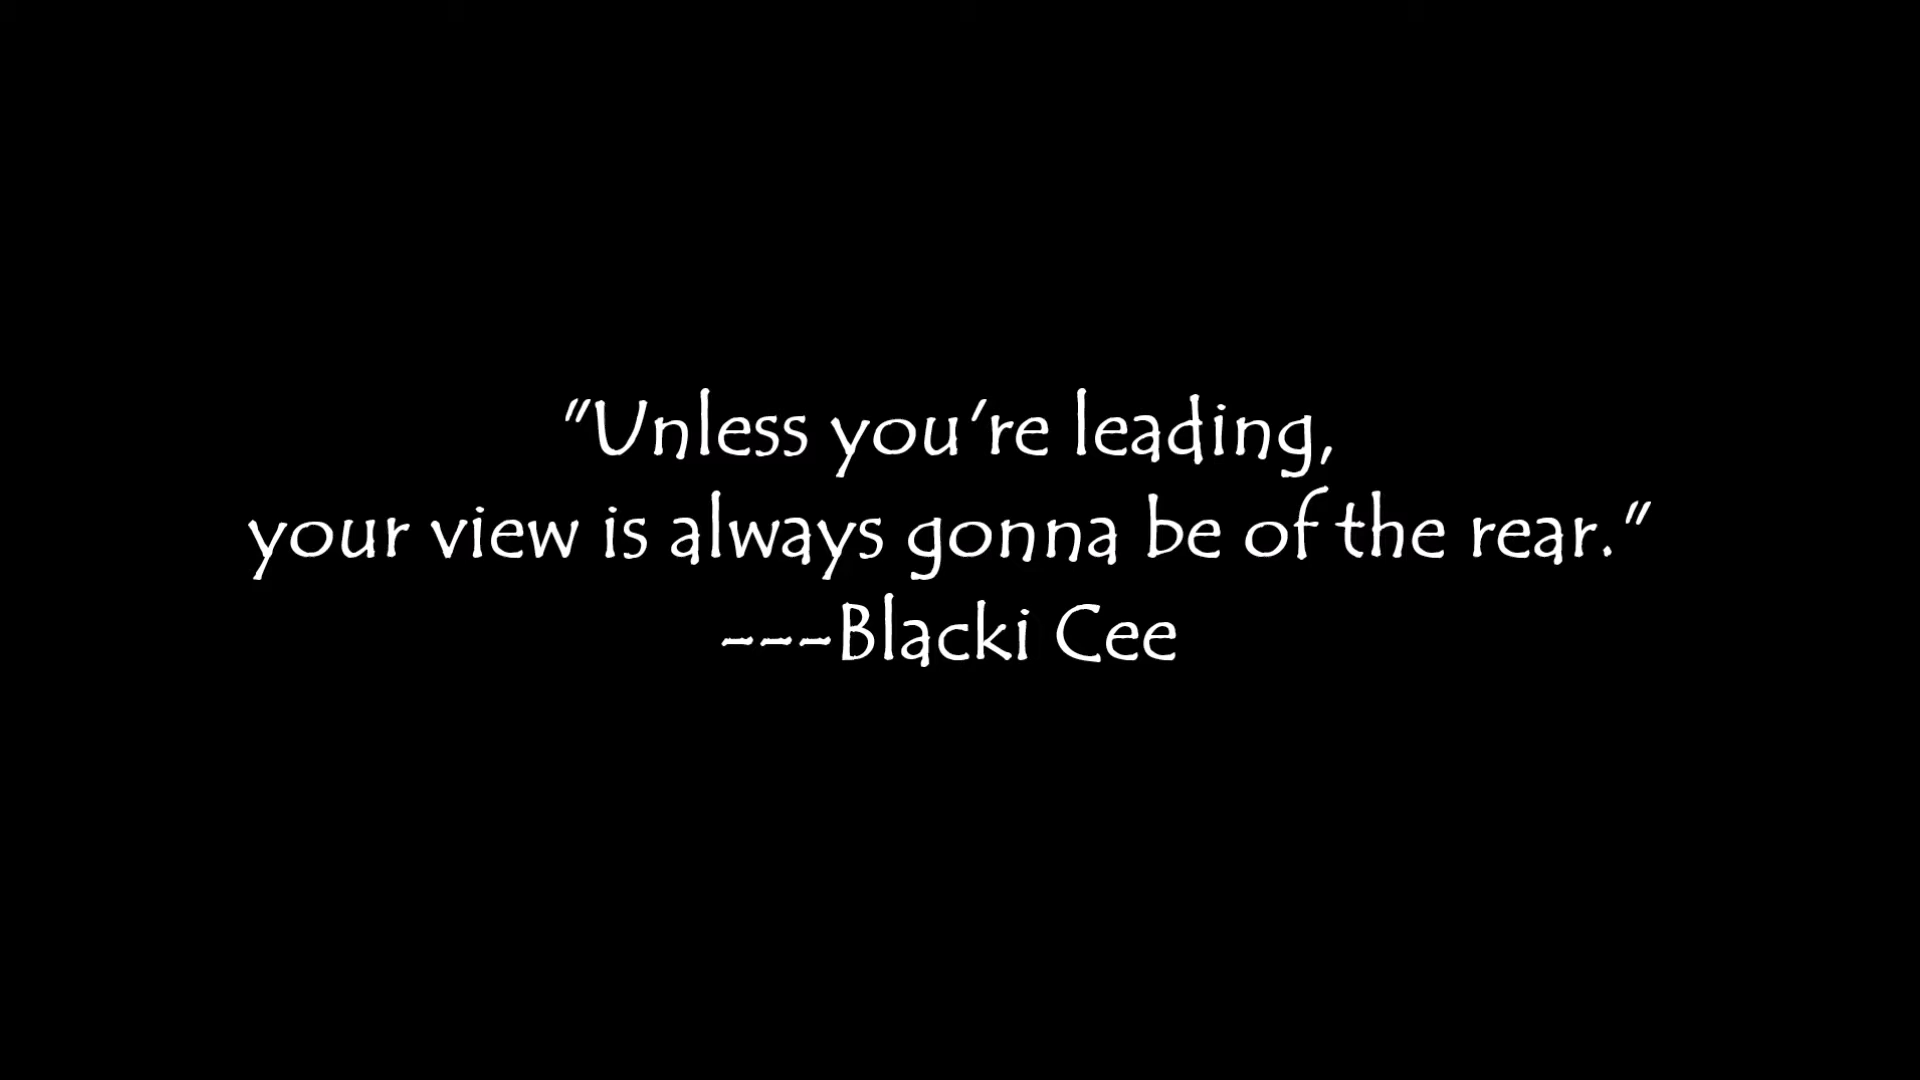 "Unless you're leading,
your view is always gonna be of the rear."
---Blacki Cee